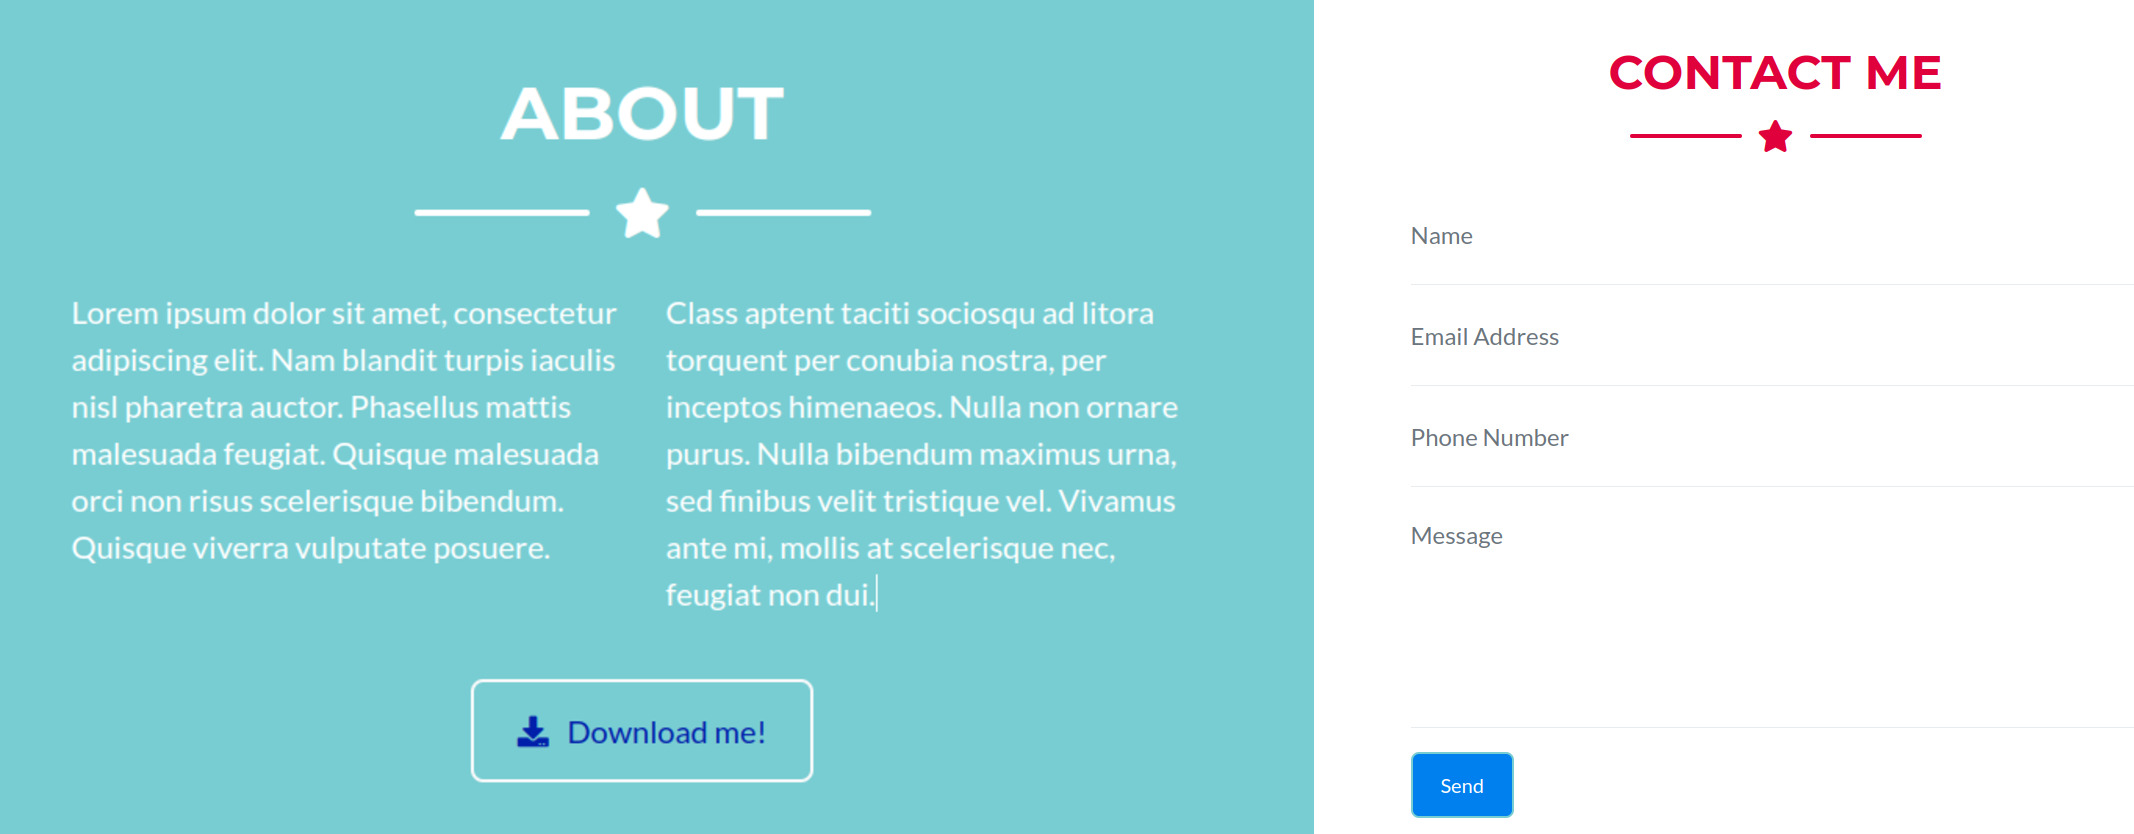 ABOUT
Lorem ipsum dolor sit amet, consectetur
adipiscing elit. Nam blandit turpis iaculis
nisl pharetra auctor. Phasellus mattis
malesuada feugiat. Quisque malesuada
orci non risus scelerisque bibendum.
Quisque viverra vulputate posuere.
Class aptent taciti sociosqu ad litora
torquent per conubia nostra, per
inceptos himenaeos. Nulla non ornare
purus. Nulla bibendum maximus urna,
sed finibus velit tristique vel. Vivamus
ante mi, mollis at scelerisque nec,
feugiat non dui.
Download me!
CONTACT ME
Name
Email Address
Phone Number
Message
Send